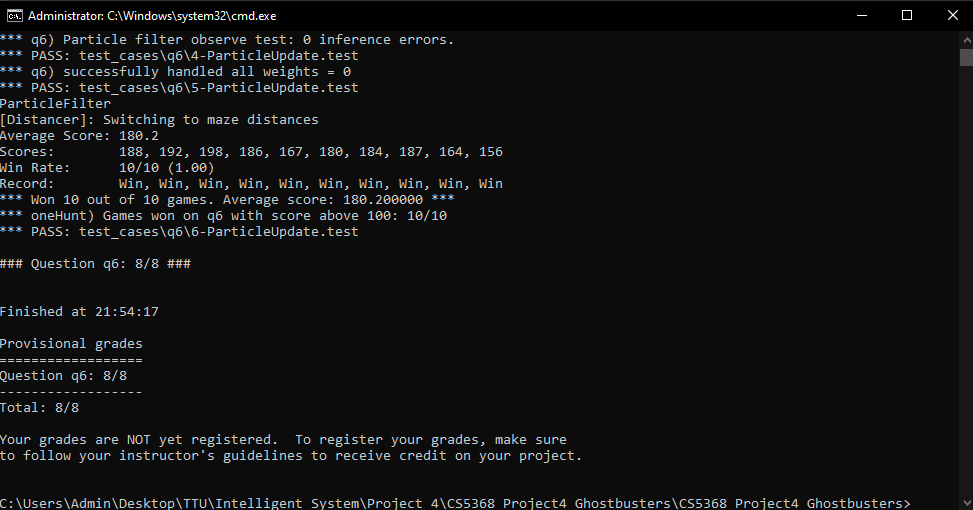 Administrator: C:\Windows\system32\cmd.exe
*** q6) Particle filter observe test: 0 inference errors.
*** PASS: test_cases\q6\4-ParticleUpdate.test
*** q6) successfully handled all weights = 0
*** PASS: test_cases\q6\5-ParticleUpdate.test
ParticleFilter
[Distancer]: Switching to maze distances
Average Score: 180.2
Scores:        188, 192, 198, 186, 167, 180, 184, 187, 164, 156
Win Rate:      10/10 (1.00)
Record:        Win, Win, Win, Win, Win, Win, Win, Win, Win, Win
*** Won 10 out of 10 games. Average score: 180.200000 ***
*** oneHunt) Games won on q6 with score above 100: 10/10
*** PASS: test_cases\q6\6-ParticleUpdate.test
### Question q6: 8/8 ###
Finished at 21:54:17
Provisional grades
==================
Question q6: 8/8
------------------
Total: 8/8
Your grades are NOT yet registered.  To register your grades, make sure
to follow your instructor's guidelines to receive credit on your project.
C:\Users\Admin\Desktop\TTU\Intelligent System\Project 4\CS5368 Project4 Ghostbusters\CS5368 Project4 Ghostbusters>